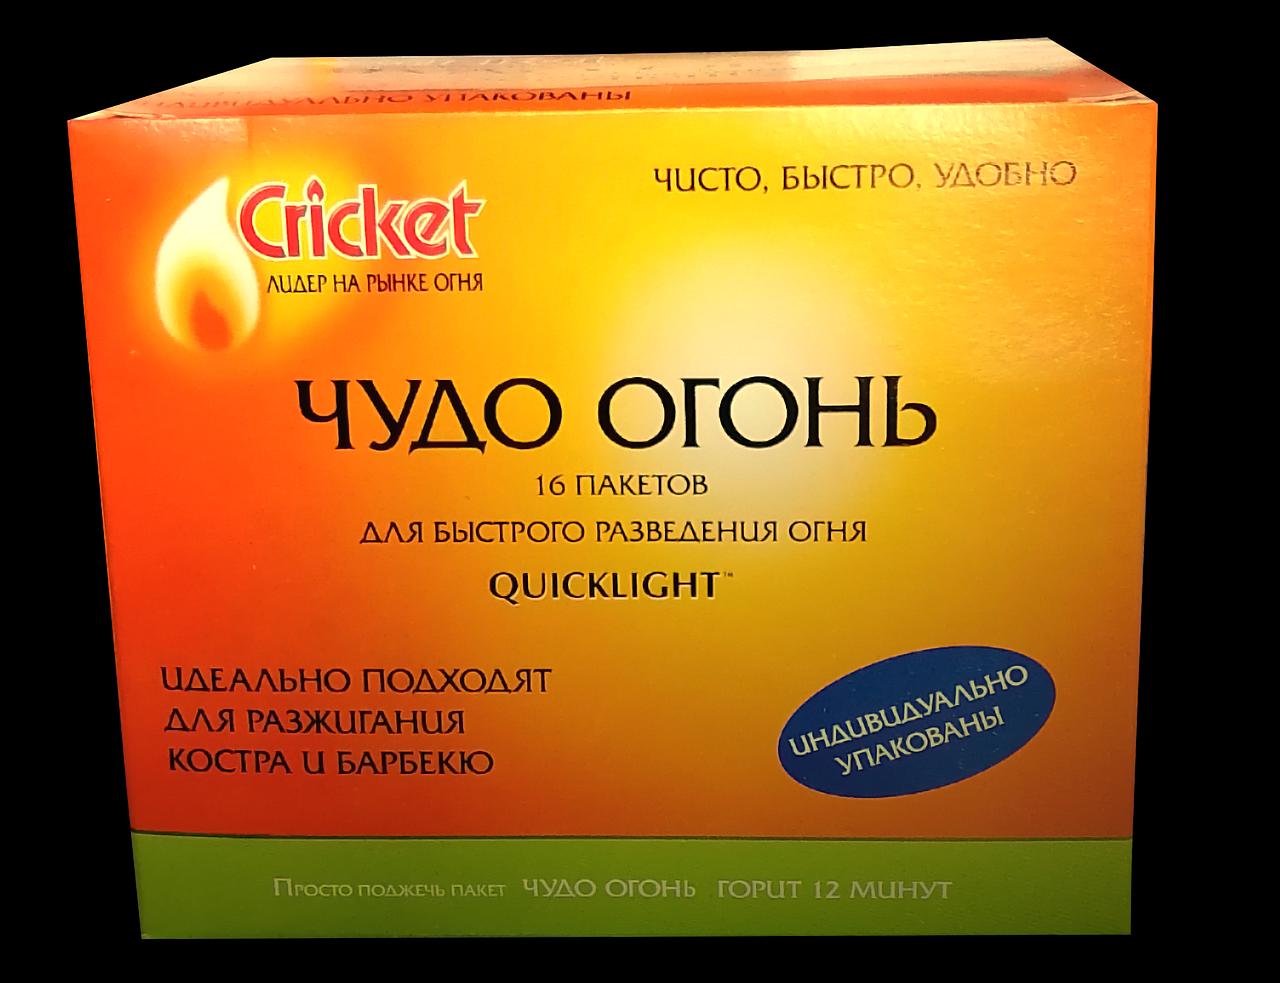 ИНДИВИДУАЛЬНО УПАКОВАНЫ
ЧИСТО, БЫСТРО, УДОБНО
Cricket
ЛИДЕР НА РЫНКЕ ОГНЯ
ЧУДО ОГОНЬ
16 ПАКЕТОВ
ДЛЯ БЫСТРОГО РАЗВЕДЕНИЯ ОГНЯ
QUICKLIGHT™
ИДЕАЛЬНО ПОДХОДЯТ
ДЛЯ РАЗЖИГАНИЯ
КОСТРА И БАРБЕКЮ
ИНДИВИДУАЛЬНО
УПАКОВАНЫ
Просто поджечь пакет ЧУДО ОГОНЬ ГОРИТ 12 МИНУТ